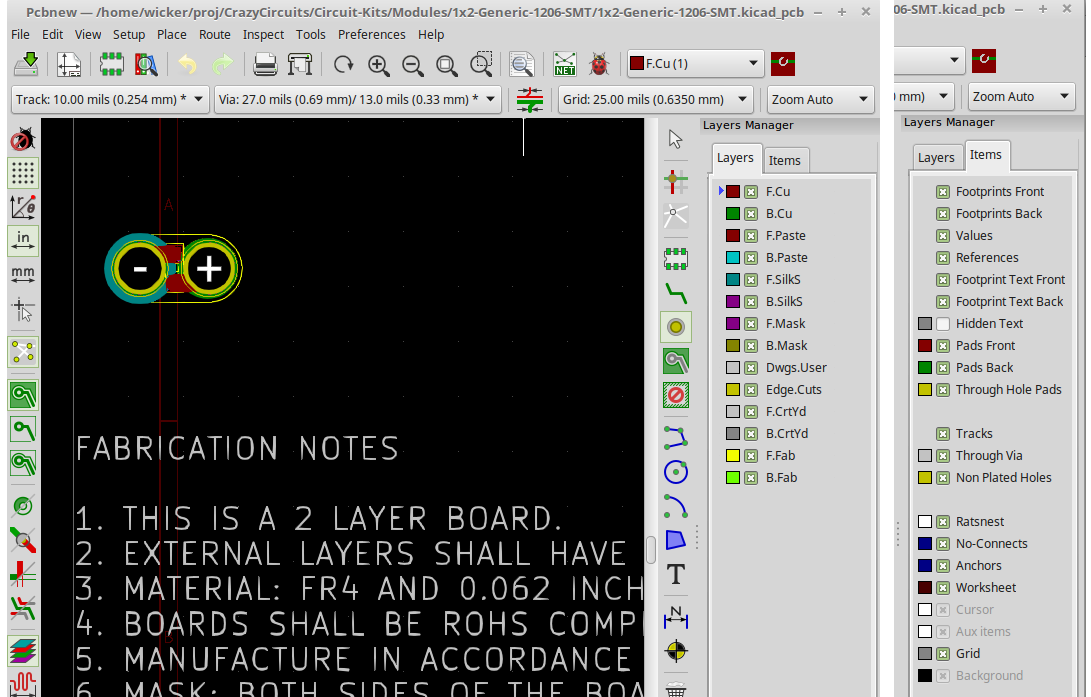 Pcbnew — /home/wicker/proj/CrazyCircuits/Circuit-Kits/Modules/1x2-Generic-1206-SMT/1x2-Generic-1206-SMT.kicad_pcb
File Edit View Setup Place Route Inspect Tools Preferences Help
NET
F.Cu (1)
Track: 10.00 mils (0.254 mm) *
Via: 27.0 mils (0.69 mm)/ 13.0 mils (0.33 mm) *
Grid: 25.00 mils (0.6350 mm)
Zoom Auto
in
mm
A
- +
FABRICATION NOTES
1. THIS IS A 2 LAYER BOARD.
2. EXTERNAL LAYERS SHALL HAVE
3. MATERIAL: FR4 AND 0.062 INCH
4. BOARDS SHALL BE ROHS COMPL
5. MANUFACTURE IN ACCORDANCE
6. MASK: BOTH SIDES OF THE BOA
T
N
Layers Manager
Layers Items
F.Cu
B.Cu
F.Paste
B.Paste
F.SilkS
B.SilkS
F.Mask
B.Mask
Dwgs.User
Edge.Cuts
F.CrtYd
B.CrtYd
F.Fab
B.Fab
06-SMT.kicad_pcb
mm)
Zoom Auto
Layers Manager
Layers Items
Footprints Front
Footprints Back
Values
References
Footprint Text Front
Footprint Text Back
Hidden Text
Pads Front
Pads Back
Through Hole Pads
Tracks
Through Via
Non Plated Holes
Ratsnest
No-Connects
Anchors
Worksheet
Cursor
Aux items
Grid
Background